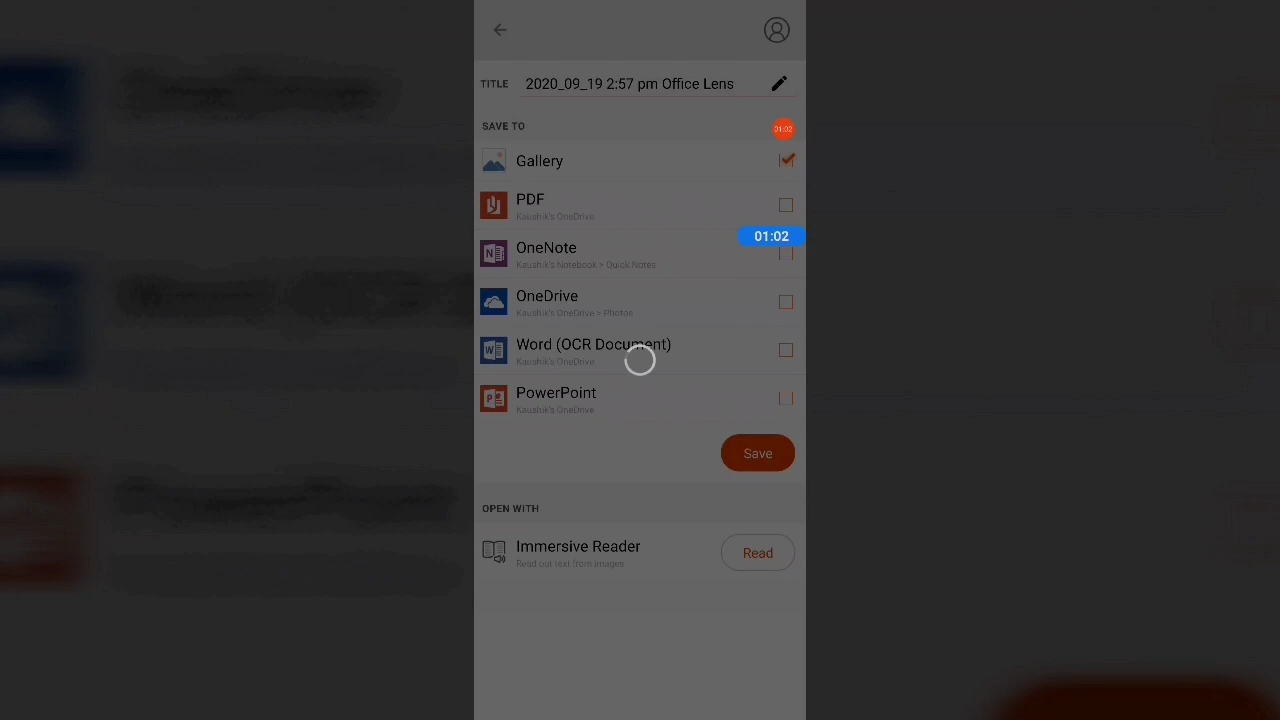 TITLE 2020_09_19 2:57 pm Office Lens
SAVE TO
01:02
Gallery
PDF
Kaushik's OneDrive
01:02
OneNote
Kaushik's Notebook > Quick Notes
OneDrive
Kaushik's OneDrive > Photos
Word (OCR Document)
Kaushik's OneDrive
PowerPoint
Kaushik's OneDrive
Save
OPEN WITH
Immersive Reader
Read out text from images
Read